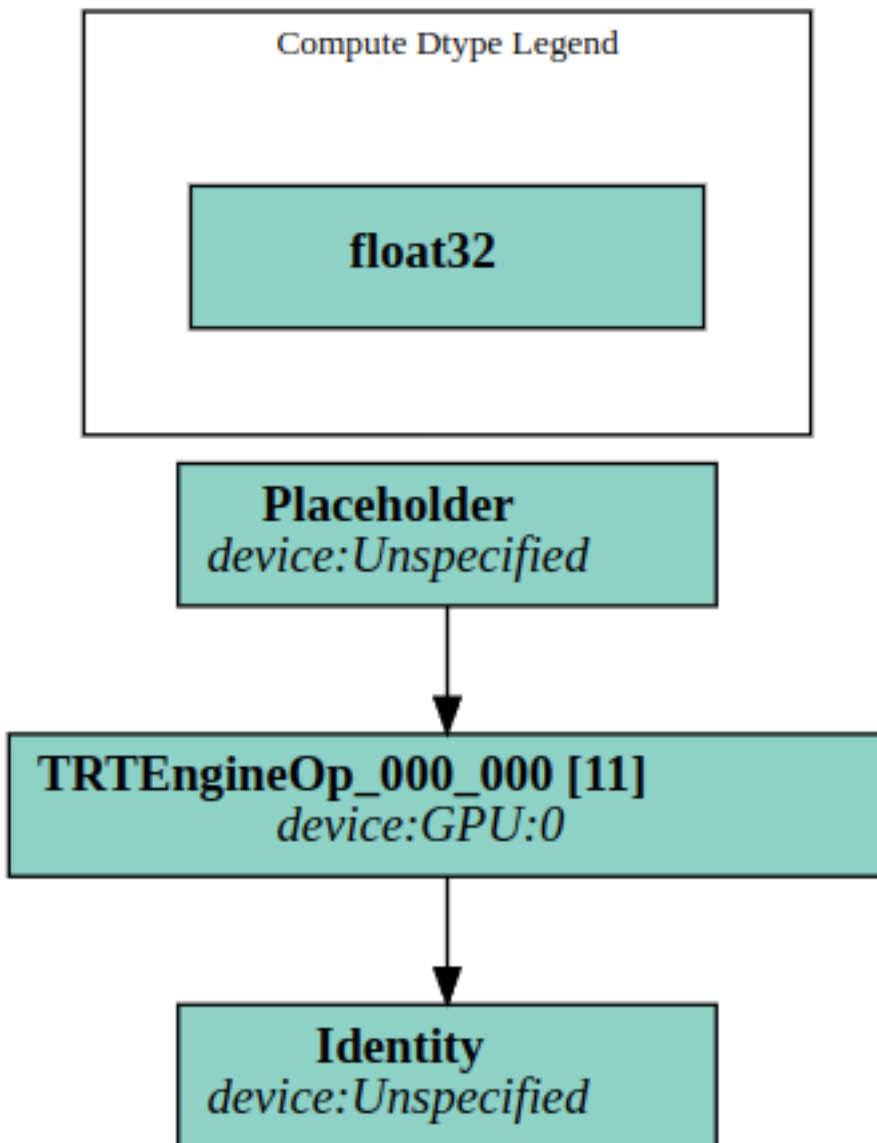 Compute Dtype Legend
float32
Placeholder
device:Unspecified
TRTEngineOp_000_000 [11]
device:GPU:0
Identity
device:Unspecified